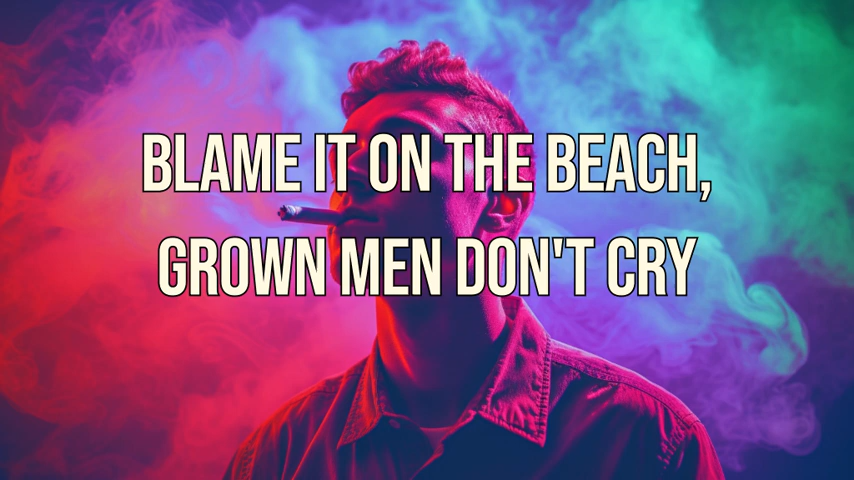 BLAME IT ON THE BEACH,
GROWN MEN DON'T CRY